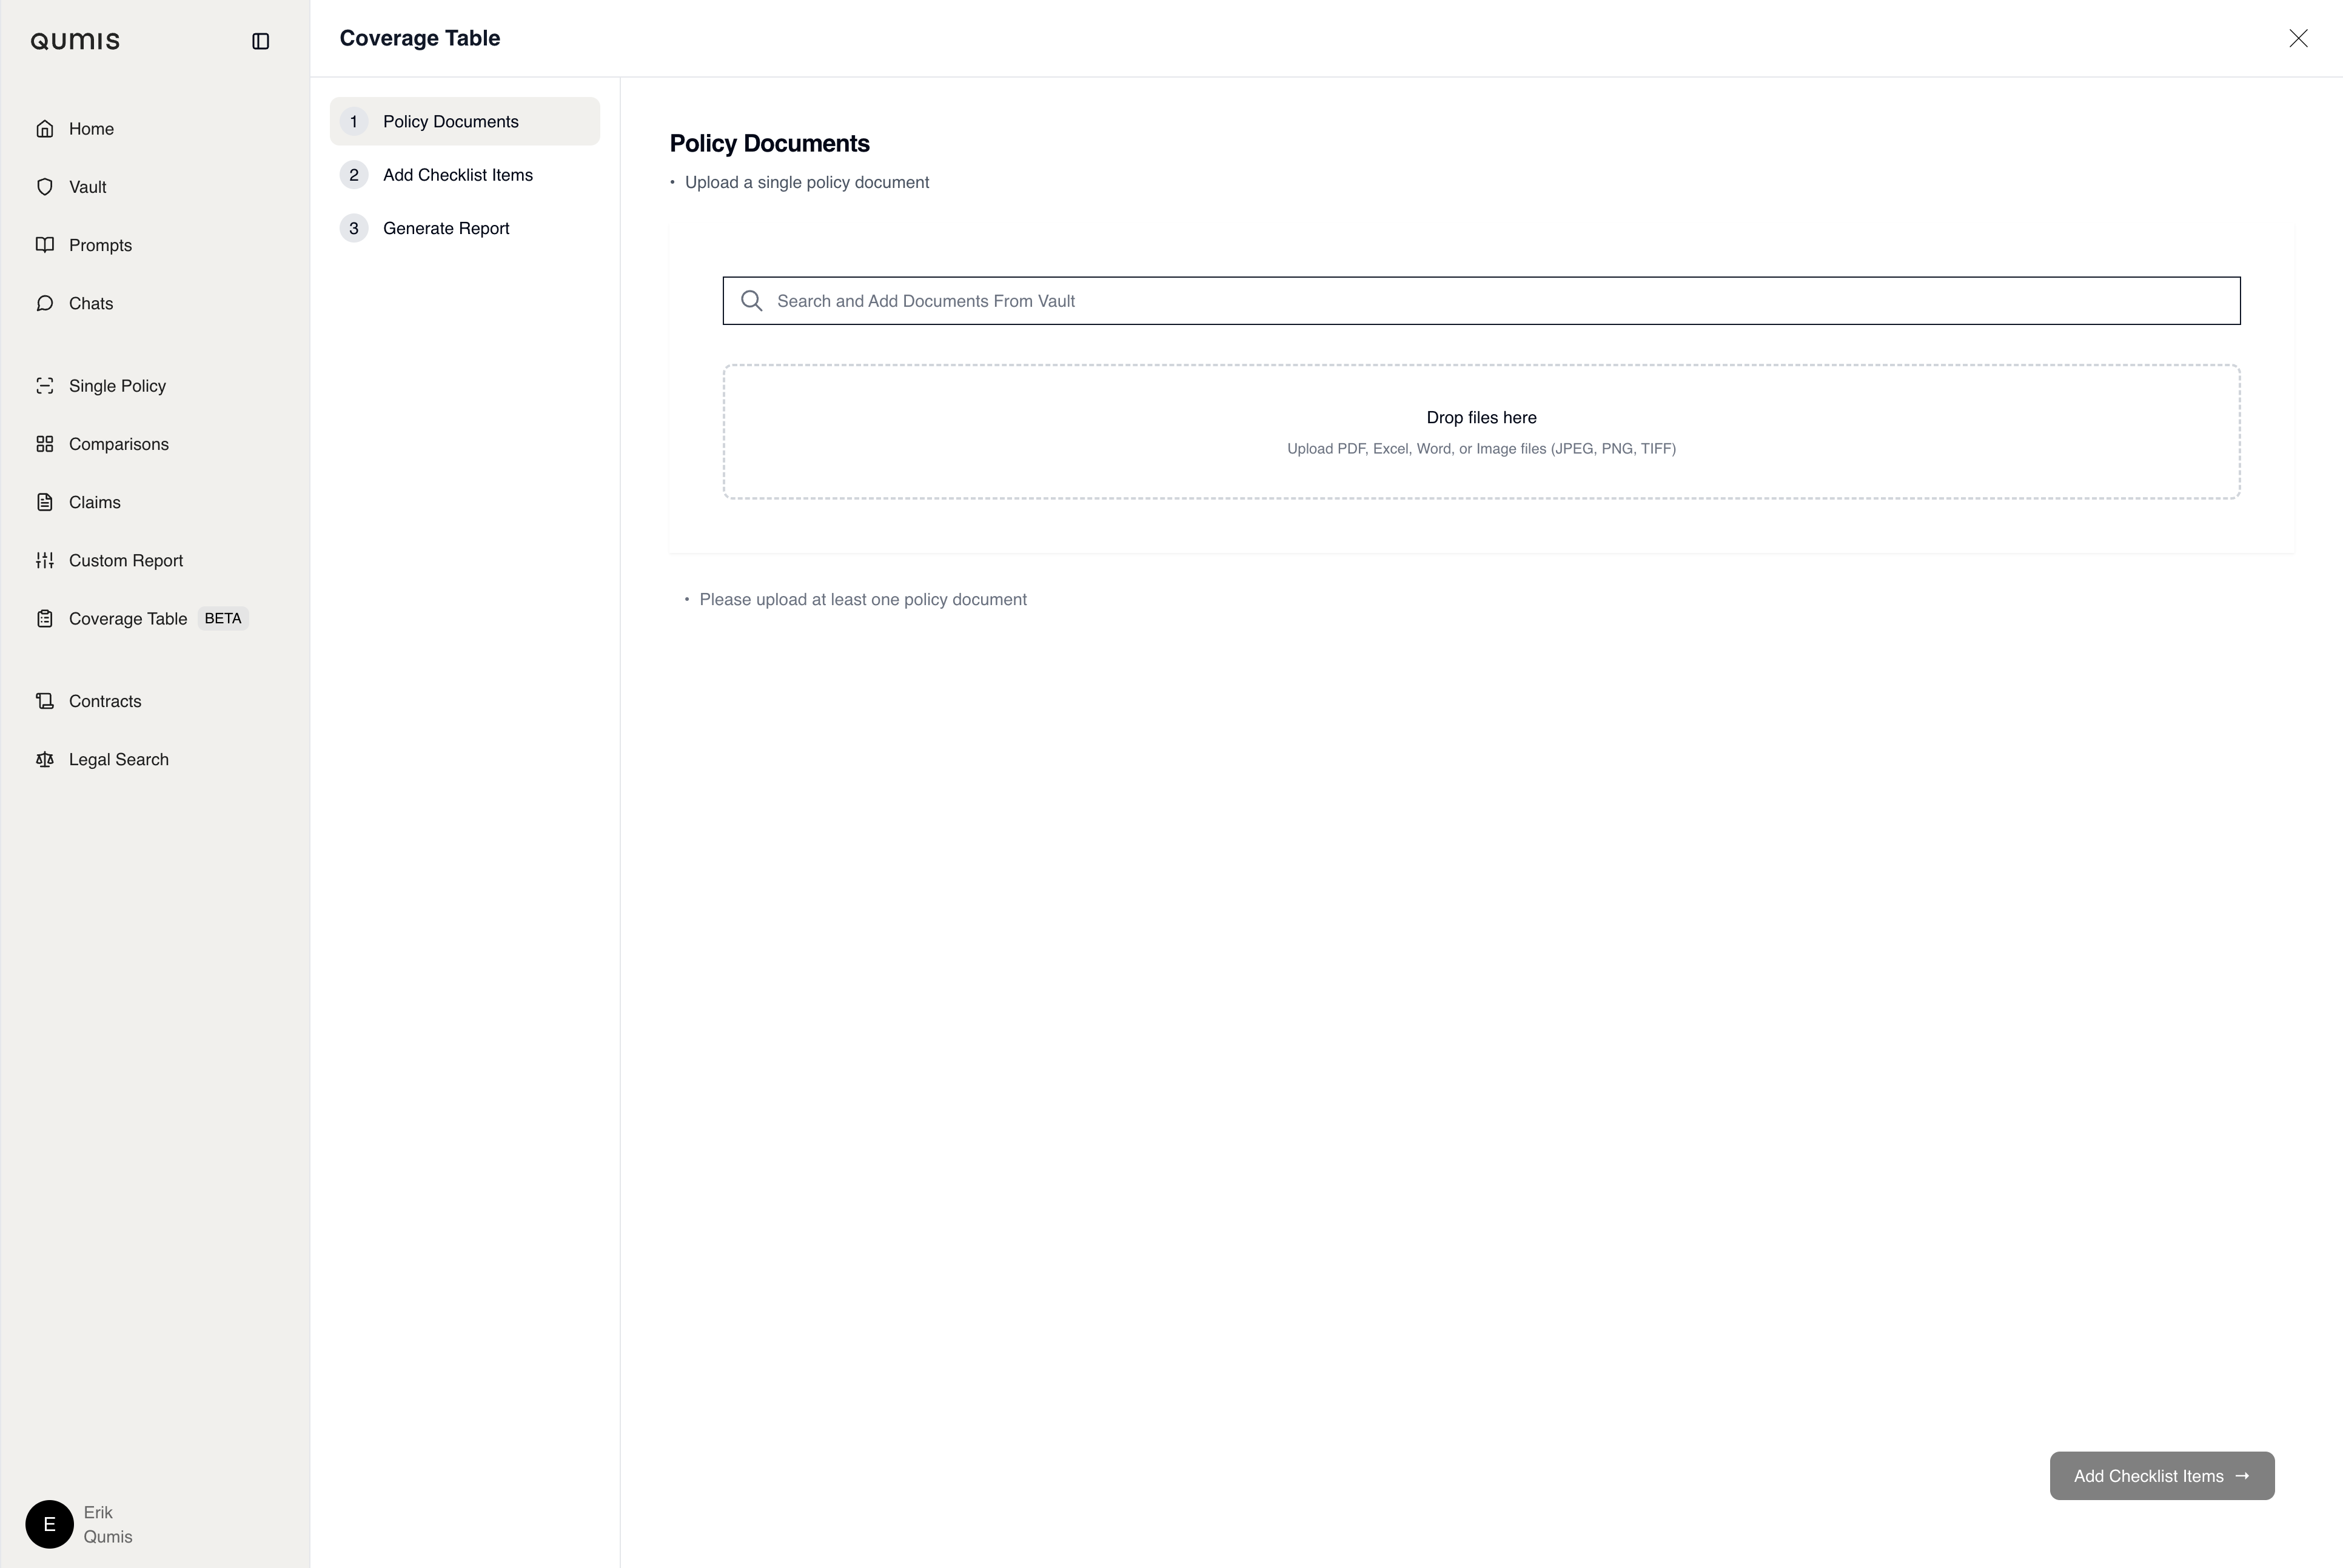 QUMIS
Home
Vault
Prompts
Chats
Single Policy
Comparisons
Claims
Custom Report
Coverage Table BETA
Contracts
Legal Search
E
Erik
Qumis
Coverage Table
1 Policy Documents
2 Add Checklist Items
3 Generate Report
Policy Documents
• Upload a single policy document
Search and Add Documents From Vault
Drop files here
Upload PDF, Excel, Word, or Image files (JPEG, PNG, TIFF)
• Please upload at least one policy document
Add Checklist Items →